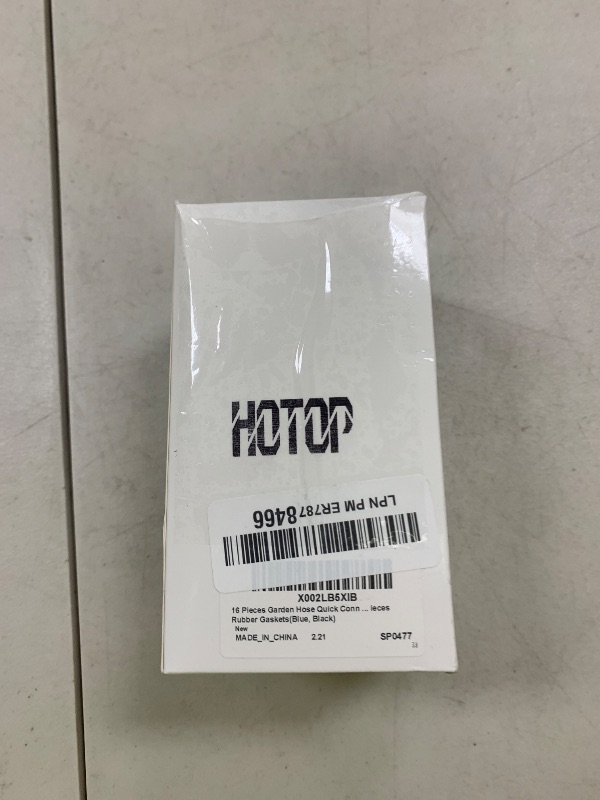 HOTOP
LPN PM ER7878466
X002LB5XIB
16 Pieces Garden Hose Quick Conn ... ieces
Rubber Gaskets(Blue, Black)
New
MADE_IN_CHINA 2.21 SP0477